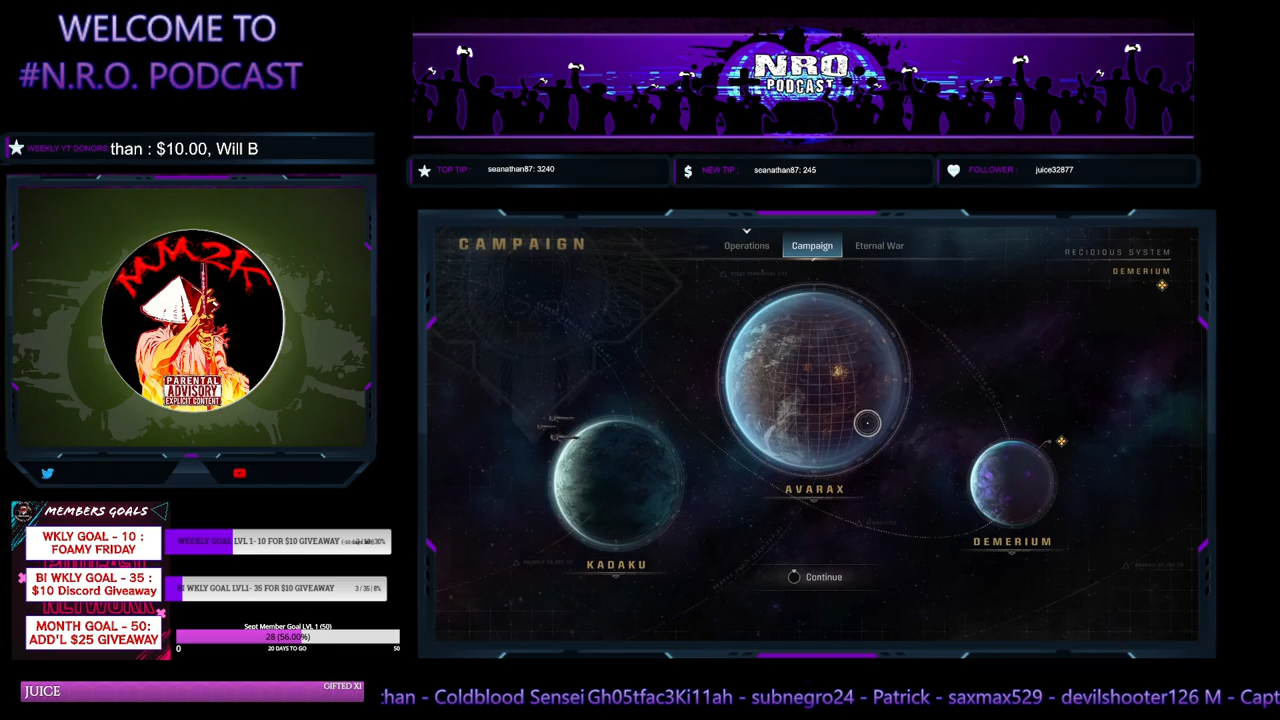 WELCOME TO
#N.R.O. PODCAST
NRO
PODCAST
WEEKLY YT DONORS than : $10.00, Will B
TOP TIP : seanathan87: 3240
NEW TIP : seanathan87: 245
FOLLOWER : juice32877
MM2K
PARENTAL
ADVISORY
EXPLICIT CONTENT
CAMPAIGN
Operations
Campaign
Eternal War
RECIDIOUS SYSTEM
DEMERIUM
AVARAX
KADAKU
DEMERIUM
Continue
MEMBERS GOALS
WKLY GOAL - 10 :
FOAMY FRIDAY
BI WKLY GOAL - 35 :
$10 Discord Giveaway
MONTH GOAL - 50:
ADD'L $25 GIVEAWAY
WEEKLY GOAL LVL 1- 10 FOR $10 GIVEAWAY
BI WKLY GOAL LVL1- 35 FOR $10 GIVEAWAY 3 / 35 | 8%
Sept Member Goal LVL 1 (50)
28 (56.00%)
0 20 DAYS TO GO 50
JUICE GIFTED X1
than - Coldblood Sensei Gh05tfac3Ki11ah - subnegro24 - Patrick - saxmax529 - devilshooter126 M - Capt